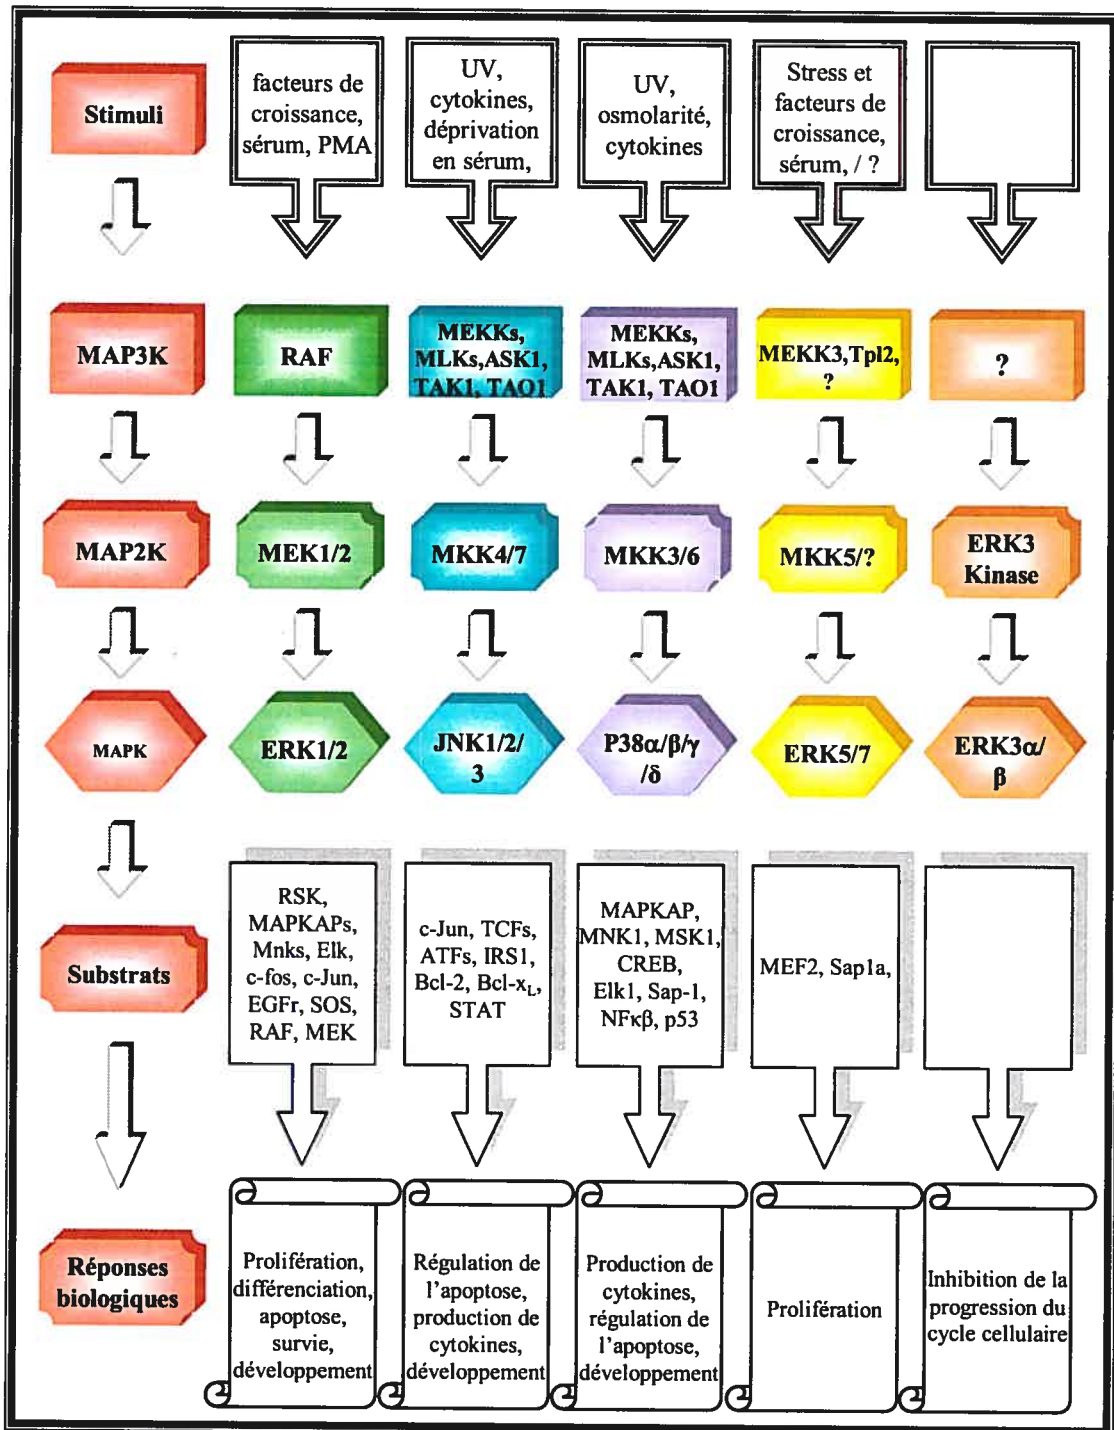 Stimuli
facteurs de
croissance,
sérum, PMA
UV,
cytokines,
déprivation
en sérum,
UV,
osmolarité,
cytokines
Stress et
facteurs de
croissance,
sérum, / ?
MAP3K
RAF
MEKKs,
MLKs,ASK1,
TAK1, TAO1
MEKKs,
MLKs,ASK1,
TAK1, TAO1
MEKK3,Tpl2,
?
?
MAP2K
MEK1/2
MKK4/7
MKK3/6
MKK5/?
ERK3
Kinase
MAPK
ERK1/2
JNK1/2/
3
P38α/β/γ
/δ
ERK5/7
ERK3α/
β
Substrats
RSK,
MAPKAPs,
Mnks, Elk,
c-fos, c-Jun,
EGFr, SOS,
RAF, MEK
c-Jun, TCFs,
ATFs, IRS1,
Bcl-2, Bcl-xL,
STAT
MAPKAP,
MNK1, MSK1,
CREB,
Elk1, Sap-1,
NFκβ, p53
MEF2, Sap1a,
Réponses
biologiques
Prolifération,
différenciation,
apoptose,
survie,
développement
Régulation de
l'apoptose,
production de
cytokines,
développement
Production de
cytokines,
régulation de
l'apoptose,
développement
Prolifération
Inhibition de la
progression du
cycle cellulaire